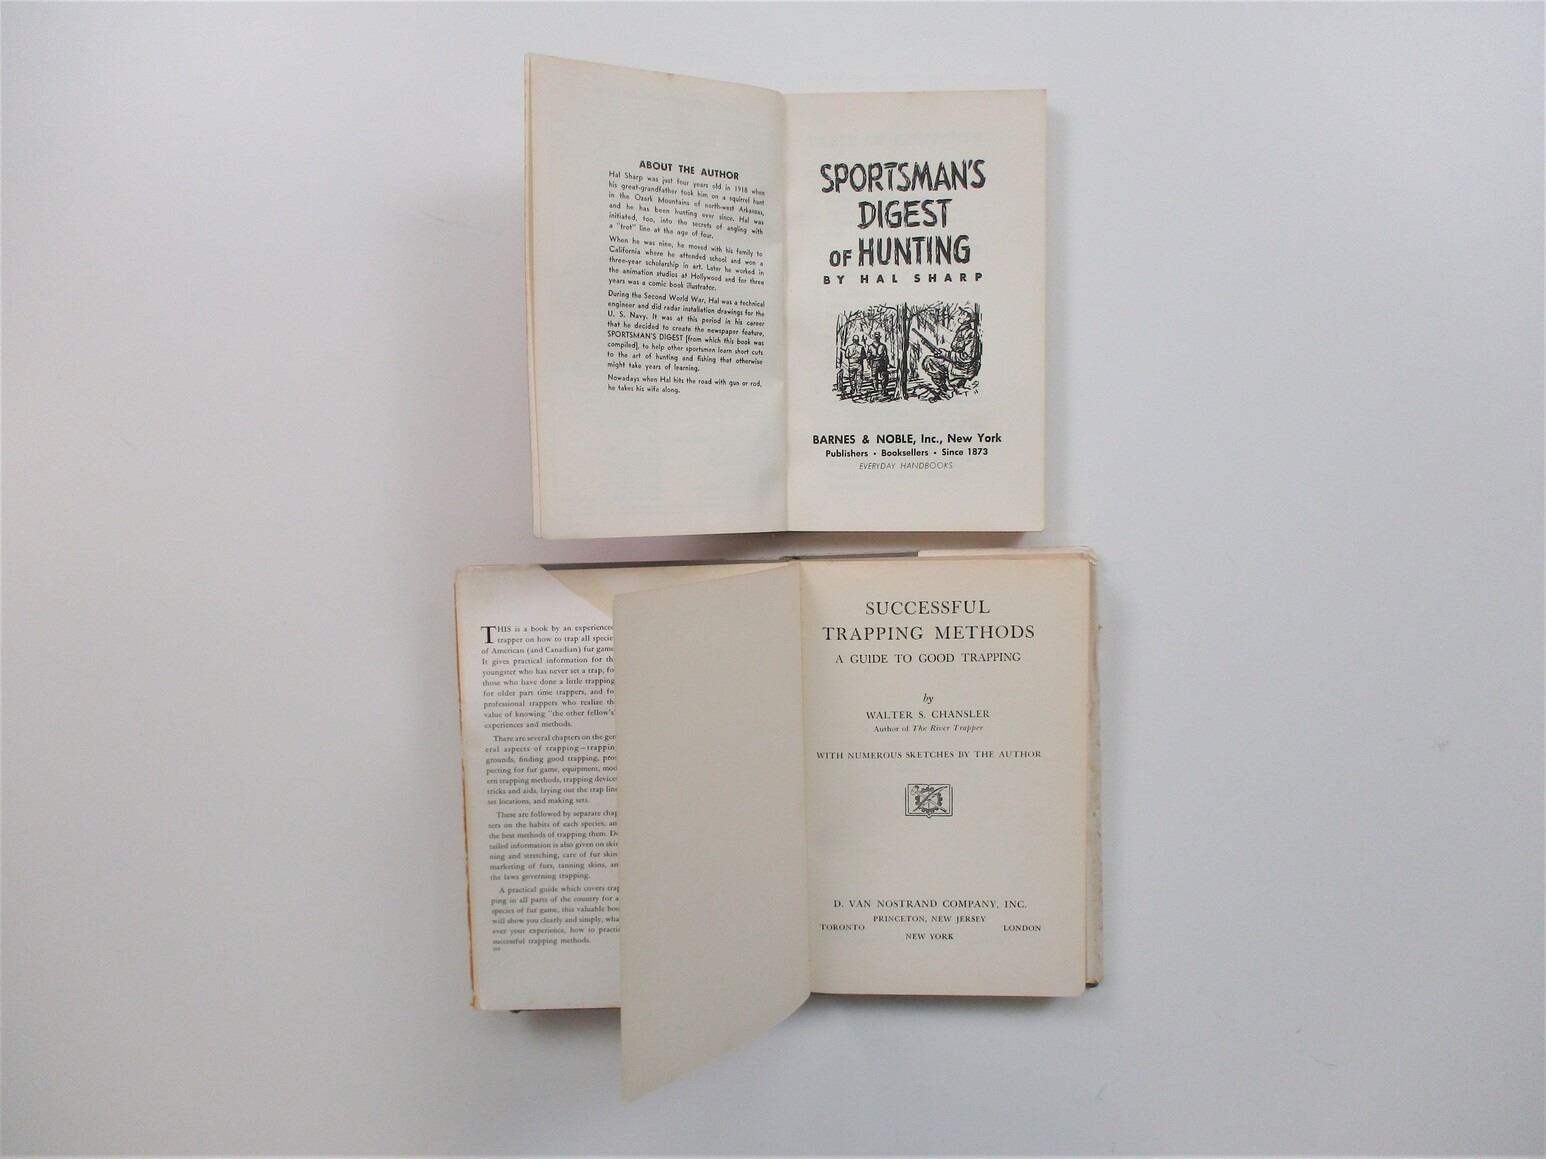 ABOUT THE AUTHOR
Hal Sharp was just four years old in 1918 when
his great-grandfather took him on a squirrel hunt
in the Ozark Mountains of north-west Arkansas,
and he has been hunting ever since. Hal was
initiated, too, into the secrets of angling with
a "trot" line at the age of four.
When he was nine, he moved with his family to
California where he attended school and won a
three-year scholarship in art. Later he worked in
the animation studios at Hollywood and for three
years was a comic book illustrator.
During the Second World War, Hal was a technical
engineer and did radar installation drawings for the
U. S. Navy. It was at this period in his career
that he decided to create the newspaper feature,
SPORTSMAN'S DIGEST [from which this book was
compiled], to help other sportsmen learn short cuts
to the art of hunting and fishing that otherwise
might take years of learning.
Nowadays when Hal hits the road with gun or rod,
he takes his wife along.
SPORTSMAN'S
DIGEST
OF HUNTING
BY HAL SHARP
BARNES & NOBLE, Inc., New York
Publishers • Booksellers • Since 1873
EVERYDAY HANDBOOKS
THIS is a book by an experienced
trapper on how to trap all specie
of American (and Canadian) fur game
It gives practical information for th
youngster who has never set a trap, fo
those who have done a little trapping
for older part time trappers, and fo
professional trappers who realize th
value of knowing "the other fellow's"
experiences and methods.
There are several chapters on the gen
eral aspects of trapping—trapping
grounds, finding good trapping, pros
pecting for fur game, equipment, mod
ern trapping methods, trapping device
tricks and aids, laying out the trap line
set locations, and making sets.
These are followed by separate chap
ters on the habits of each species, an
the best methods of trapping them. De
tailed information is also given on skin
ning and stretching, care of fur skin
marketing of furs, tanning skins, an
the laws governing trapping.
A practical guide which covers trap
ping in all parts of the country for a
species of fur game, this valuable boo
will show you clearly and simply, what
ever your experience, how to practic
successful trapping methods.
SUCCESSFUL
TRAPPING METHODS
A GUIDE TO GOOD TRAPPING
by
WALTER S. CHANSLER
Author of The River Trapper
WITH NUMEROUS SKETCHES BY THE AUTHOR
D. VAN NOSTRAND COMPANY, INC.
PRINCETON, NEW JERSEY
TORONTO LONDON
NEW YORK